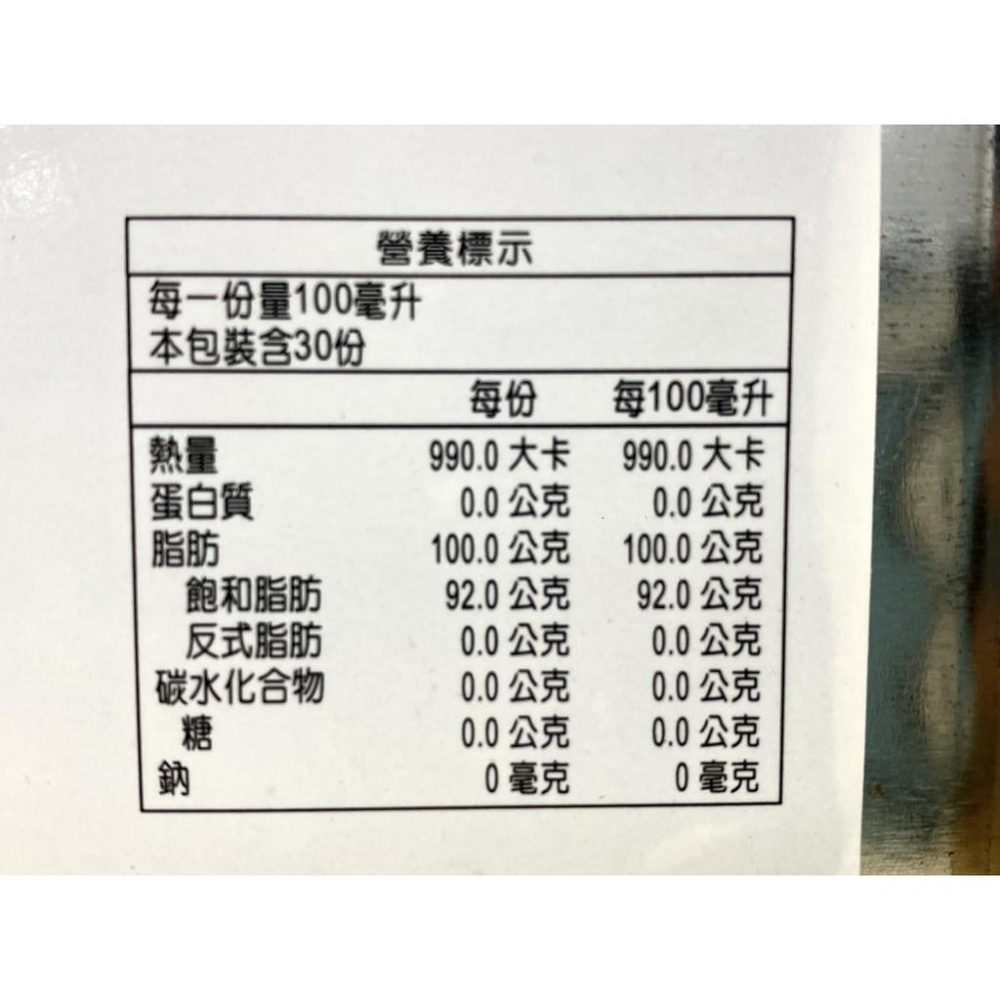 營養標示
每一份量100毫升
本包裝含30份
每份 每100毫升
熱量 990.0 大卡 990.0 大卡
蛋白質 0.0 公克 0.0 公克
脂肪 100.0 公克 100.0 公克
飽和脂肪 92.0 公克 92.0 公克
反式脂肪 0.0 公克 0.0 公克
碳水化合物 0.0 公克 0.0 公克
糖 0.0 公克 0.0 公克
鈉 0 毫克 0 毫克